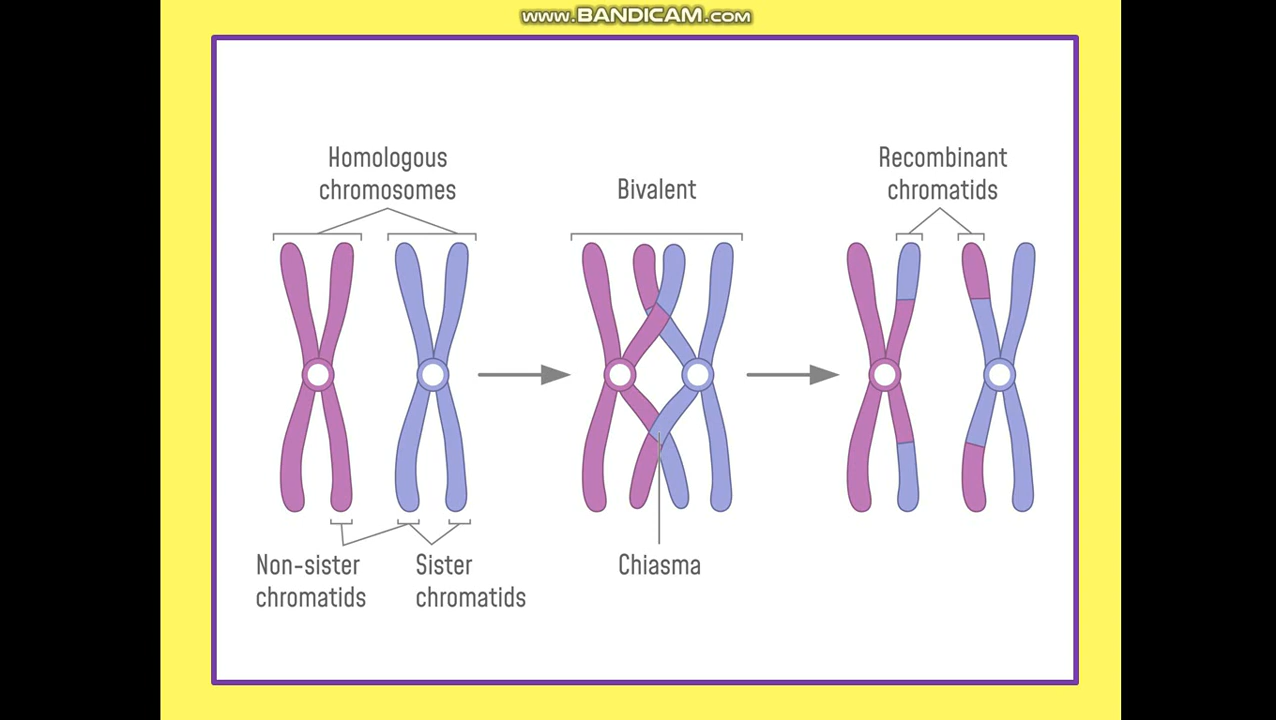 www.BANDICAM.com
Homologous
chromosomes
Bivalent
Recombinant
chromatids
Non-sister
chromatids
Sister
chromatids
Chiasma